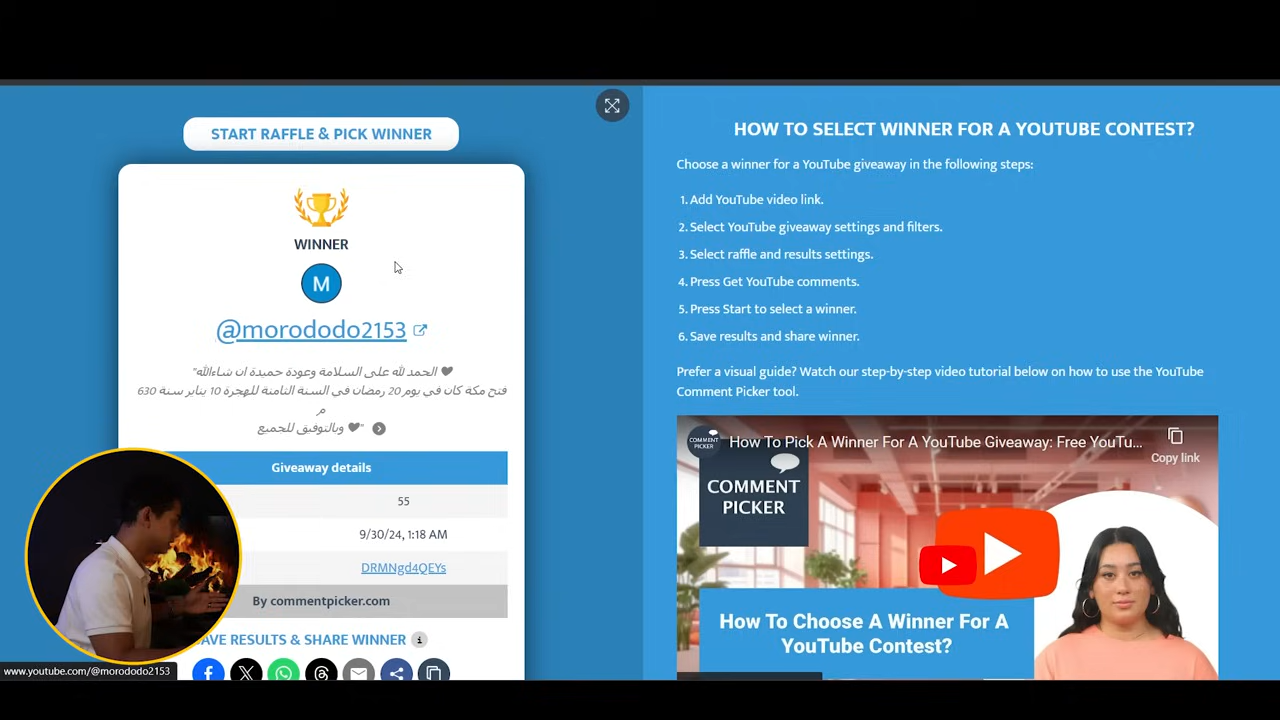 START RAFFLE & PICK WINNER
WINNER
M
@morododo2153
"الحمد لله على السلامة وعودة حميدة ان شاءالله ❤
فتح مكة كان في يوم 20 رمضان في السنة الثامنة للهجرة 10 يناير سنة 630
م
وبالتوفيق للجميع ❤"
Giveaway details
55
9/30/24, 1:18 AM
DRMNgd4QEYs
By commentpicker.com
AVE RESULTS & SHARE WINNER
www.youtube.com/@morododo2153
HOW TO SELECT WINNER FOR A YOUTUBE CONTEST?
Choose a winner for a YouTube giveaway in the following steps:
1. Add YouTube video link.
2. Select YouTube giveaway settings and filters.
3. Select raffle and results settings.
4. Press Get YouTube comments.
5. Press Start to select a winner.
6. Save results and share winner.
Prefer a visual guide? Watch our step-by-step video tutorial below on how to use the YouTube
Comment Picker tool.
COMMENT
PICKER
How To Pick A Winner For A YouTube Giveaway: Free YouTu...
Copy link
COMMENT
PICKER
How To Choose A Winner For A
YouTube Contest?